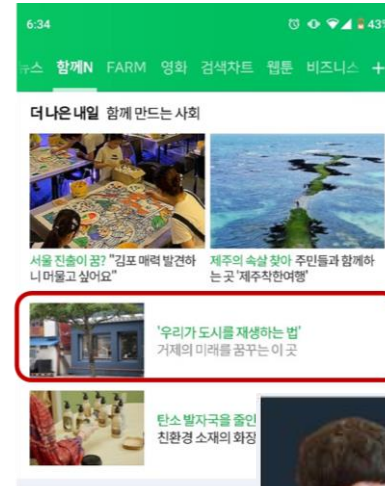 6:34
43%
뉴스 함께N FARM 영화 검색차트 웹툰 비즈니스 +
더 나은 내일 함께 만드는 사회
서울 진출이 꿈? "김포 매력 발견하
니 머물고 싶어요"
제주의 속살 찾아 주민들과 함께하
는 곳 '제주착한여행'
'우리가 도시를 재생하는 법'
거제의 미래를 꿈꾸는 이 곳
탄소 발자국을 줄인
친환경 소재의 화장